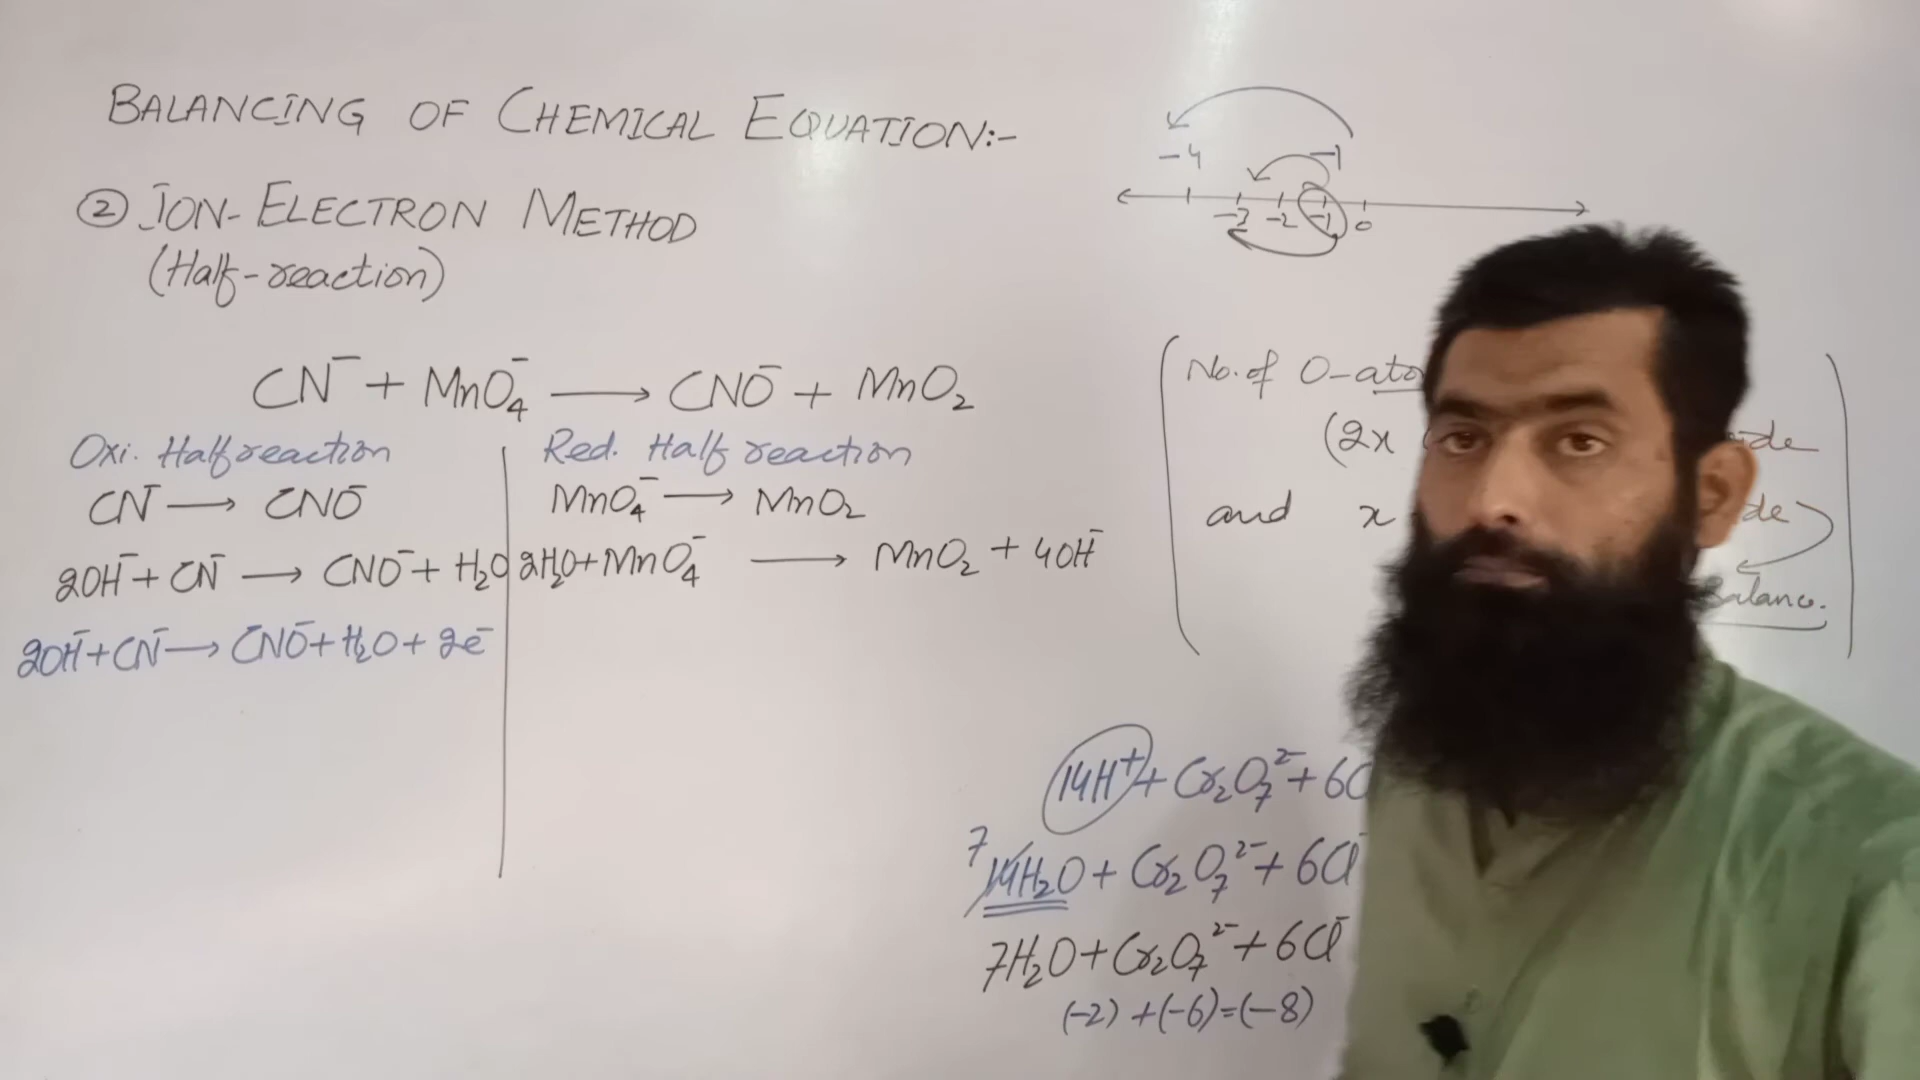 BALANCING OF CHEMICAL EQUATION:-
② ION-ELECTRON METHOD
(Half-reaction)
-4 -1
-3 -2 -1 0
CN⁻ + MnO₄⁻ ⟶ CNO⁻ + MnO₂
Oxi. Half reaction
CN⁻ ⟶ CNO⁻
2OH⁻ + CN⁻ ⟶ CNO⁻ + H₂O
2OH⁻ + CN⁻ ⟶ CNO⁻ + H₂O + 2e⁻
Red. Half reaction
MnO₄⁻ ⟶ MnO₂
2H₂O + MnO₄⁻ ⟶ MnO₂ + 4OH⁻
No. of O-ato
(2x
and x
Balance.
14H⁺ + Cr₂O₇²⁻ + 6C
7
14H₂O + Cr₂O₇²⁻ + 6Cl⁻
7H₂O + Cr₂O₇²⁻ + 6Cl⁻
(-2) + (-6) = (-8)